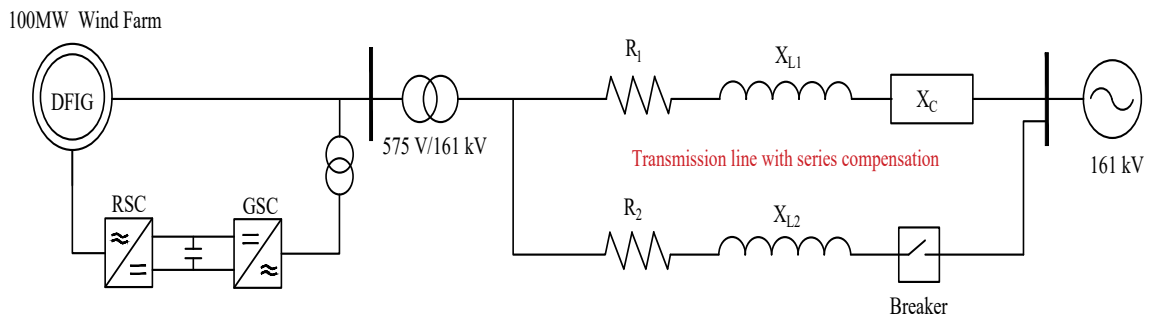 100MW Wind Farm
DFIG
575 V/161 kV
RSC
GSC
R1
XL1
XC
Transmission line with series compensation
161 kV
R2
XL2
Breaker